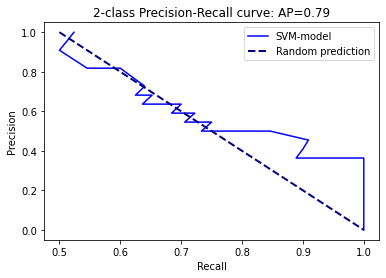 2-class Precision-Recall curve: AP=0.79
SVM-model
Random prediction
Precision
1.0
0.8
0.6
0.4
0.2
0.0
0.5 0.6 0.7 0.8 0.9 1.0
Recall